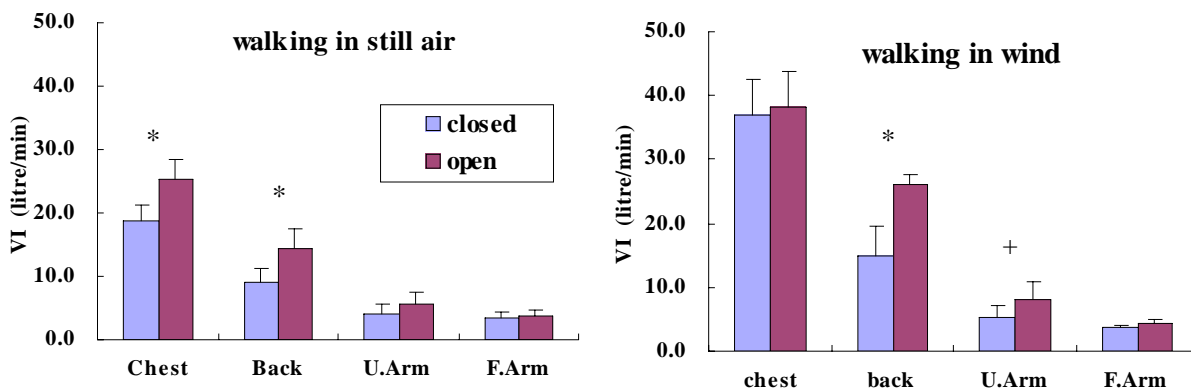 walking in still air
50.0
40.0
30.0
20.0
10.0
0.0
VI (litre/min)
closed
open
*
*
Chest Back U.Arm F.Arm
walking in wind
50.0
40.0
30.0
20.0
10.0
0.0
VI (litre/min)
*
+
chest back U.Arm F.Arm